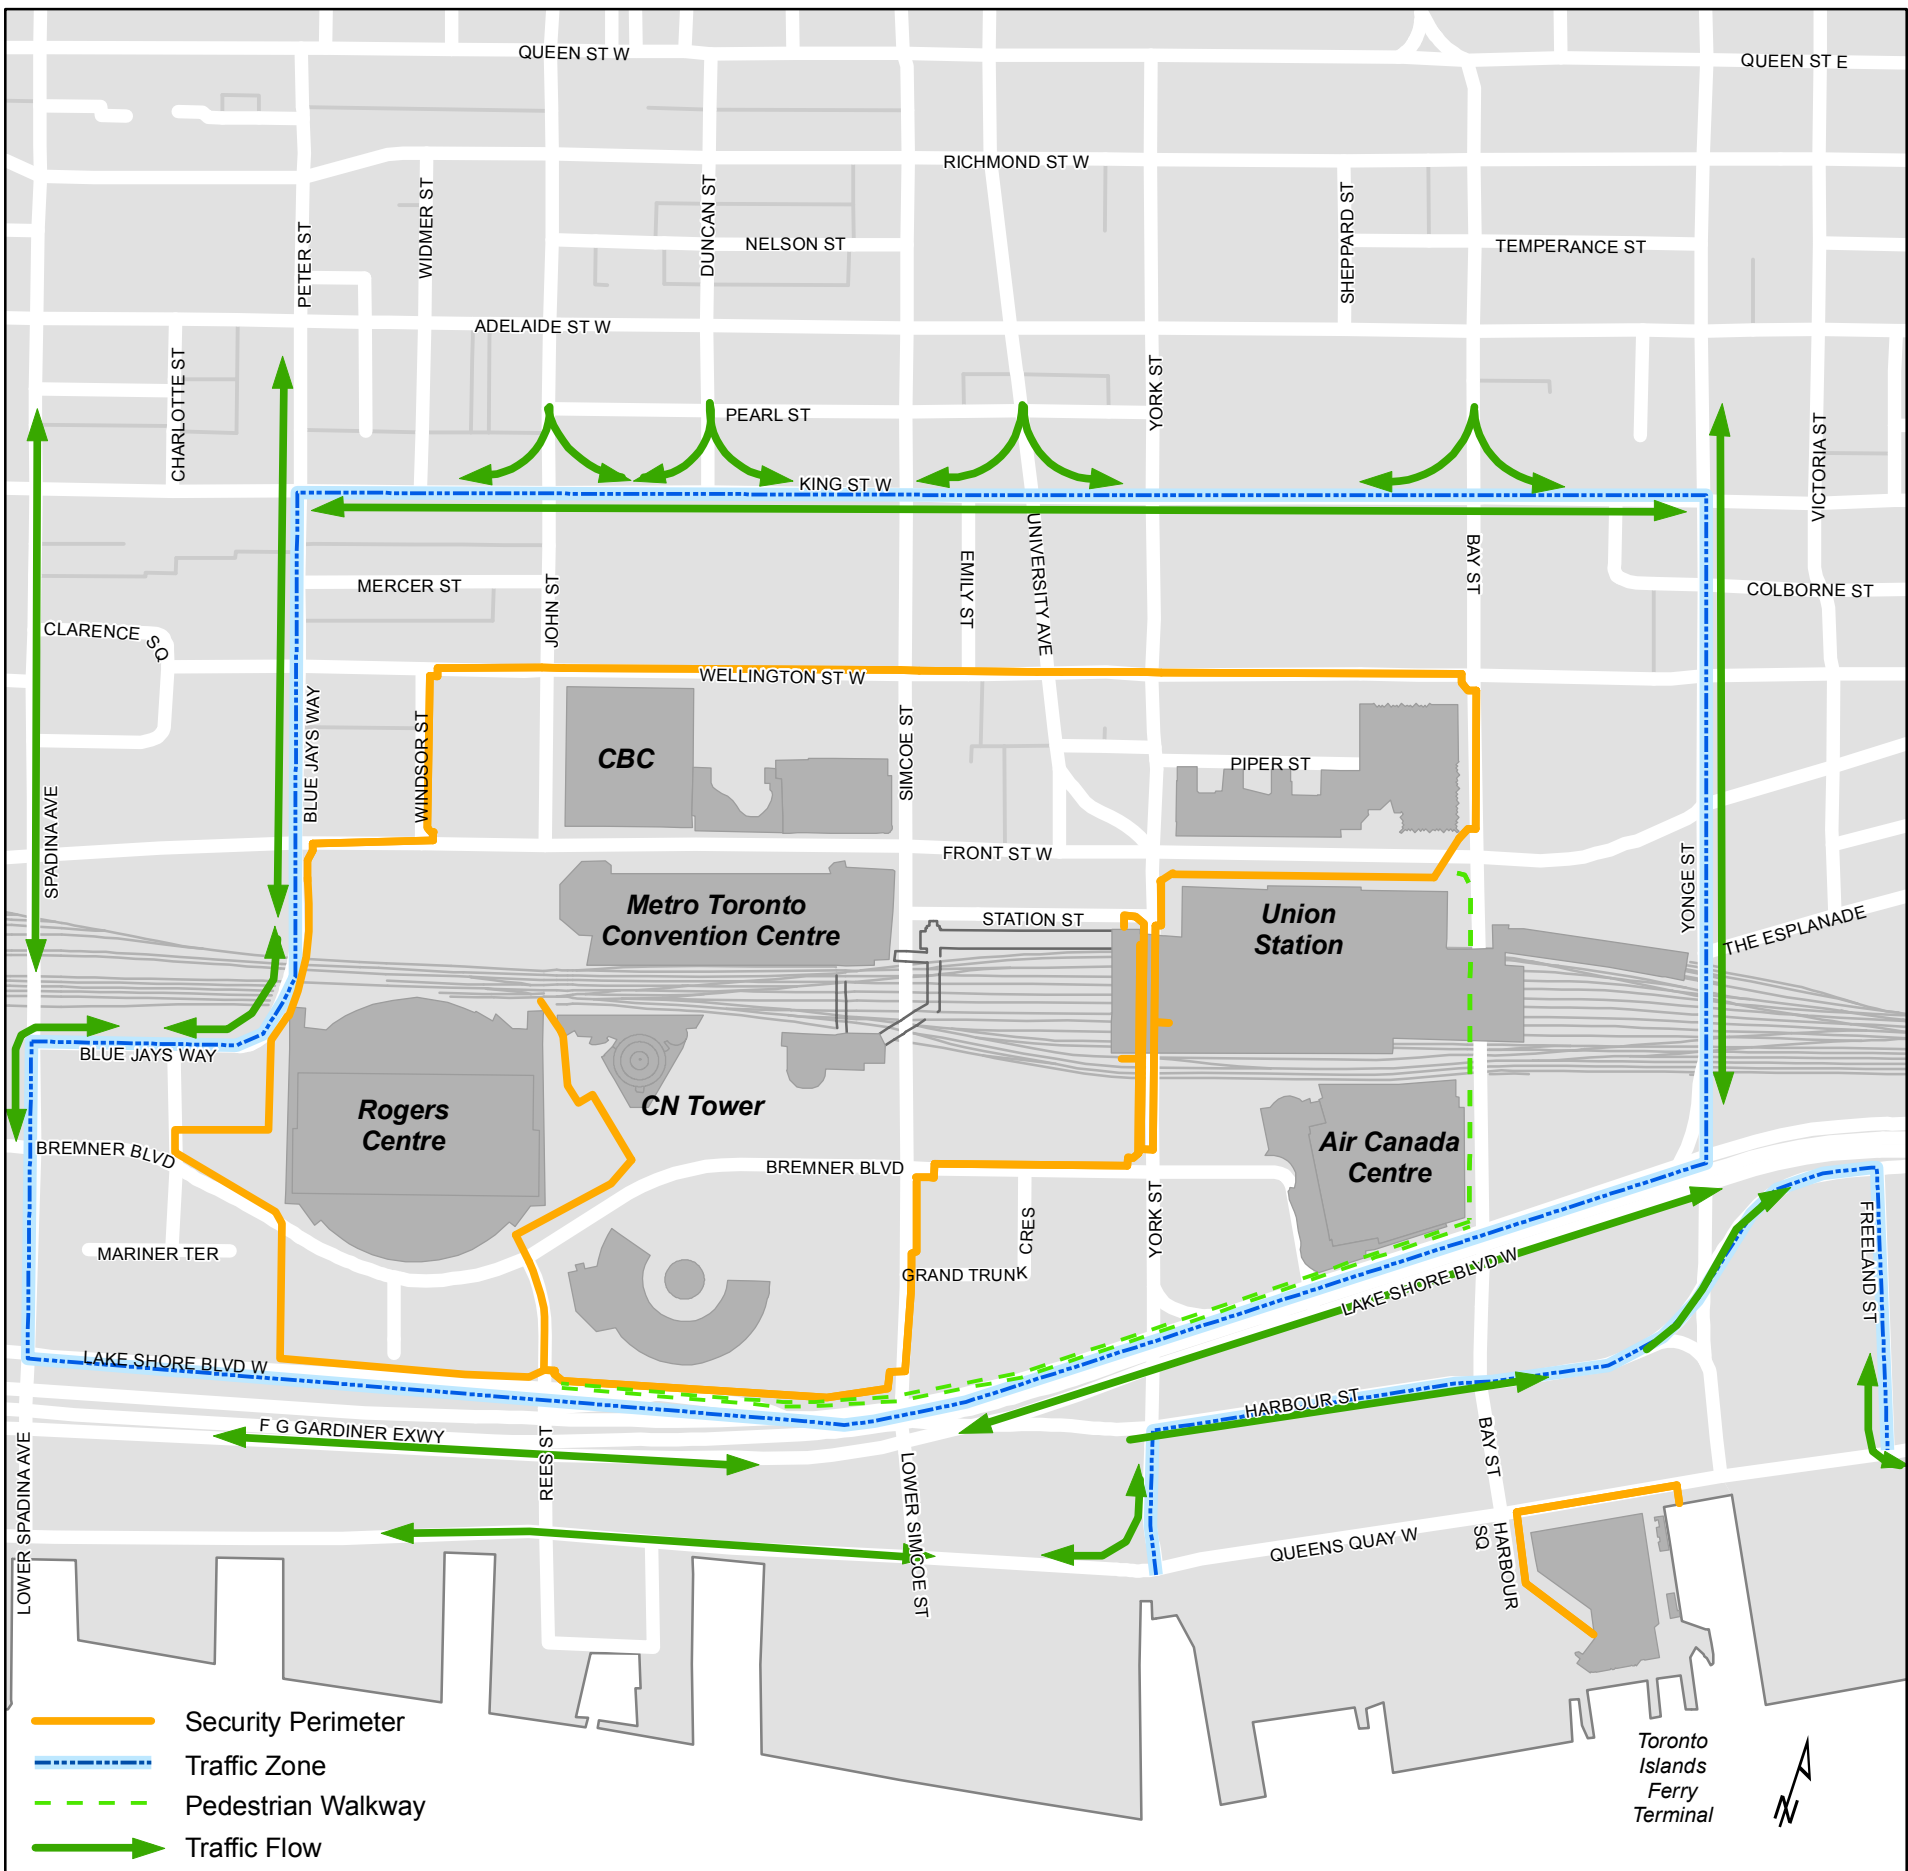 QUEEN ST W
QUEEN ST E
RICHMOND ST W
WIDMER ST
DUNCAN ST
SHEPPARD ST
PETER ST
NELSON ST
TEMPERANCE ST
ADELAIDE ST W
CHARLOTTE ST
YORK ST
PEARL ST
VICTORIA ST
KING ST W
UNIVERSITY AVE
BAY ST
EMILY ST
JOHN ST
MERCER ST
COLBORNE ST
CLARENCE SQ
WELLINGTON ST W
BLUE JAYS WAY
WINDSOR ST
SIMCOE ST
CBC
PIPER ST
SPADINA AVE
FRONT ST W
YONGE ST
Metro Toronto
Convention Centre
STATION ST
Union
Station
THE ESPLANADE
BLUE JAYS WAY
CN Tower
Rogers
Centre
Air Canada
Centre
BREMNER BLVD
BREMNER BLVD
YORK ST
FREELAND ST
MARINER TER
GRAND TRUNK CRES
LAKE SHORE BLVD W
LAKE SHORE BLVD W
HARBOUR ST
F G GARDINER EXWY
LOWER SPADINA AVE
REES ST
LOWER SIMCOE ST
BAY ST
QUEENS QUAY W
HARBOUR
SQ
Security Perimeter
Traffic Zone
Pedestrian Walkway
Traffic Flow
Toronto
Islands
Ferry
Terminal
N